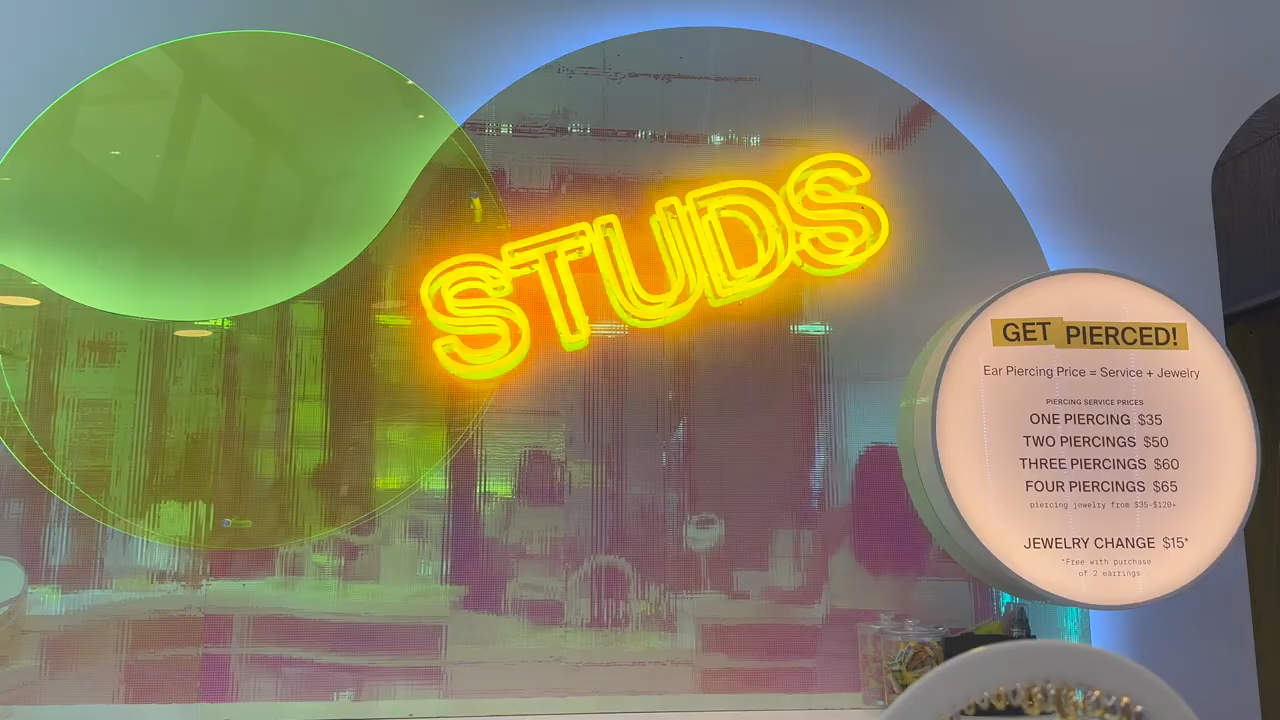 STUDS
GET PIERCED!
Ear Piercing Price = Service + Jewelry
PIERCING SERVICE PRICES
ONE PIERCING $35
TWO PIERCINGS $50
THREE PIERCINGS $60
FOUR PIERCINGS $65
piercing jewelry from $35-$120+
JEWELRY CHANGE $15*
*Free with purchase
of 2 earrings